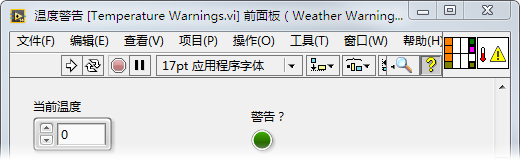 温度警告 [Temperature Warnings.vi] 前面板 ( Weather Warning...
文件(F) 编辑(E) 查看(V) 项目(P) 操作(O) 工具(T) 窗口(W) 帮助(H)
17pt 应用程序字体
当前温度
0
警告？